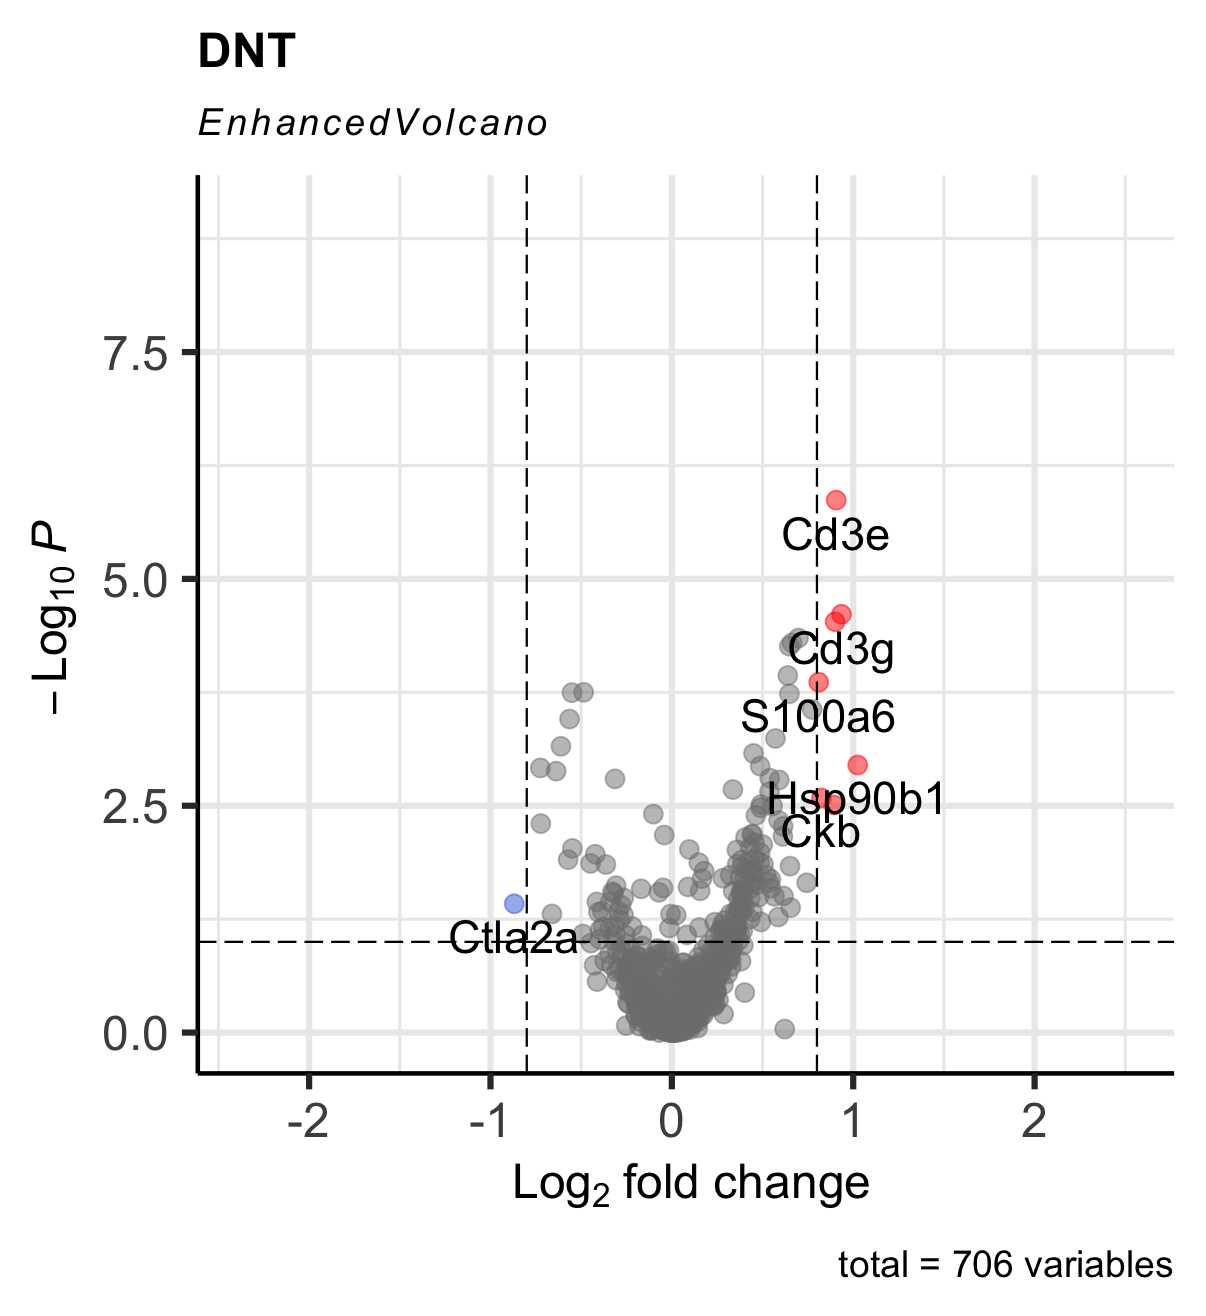 DNT
EnhancedVolcano
7.5
5.0
2.5
0.0
−Log10 P
Cd3e
Cd3g
S100a6
Hsp90b1
Ckb
Ctla2a
-2 -1 0 1 2
Log2 fold change
total = 706 variables